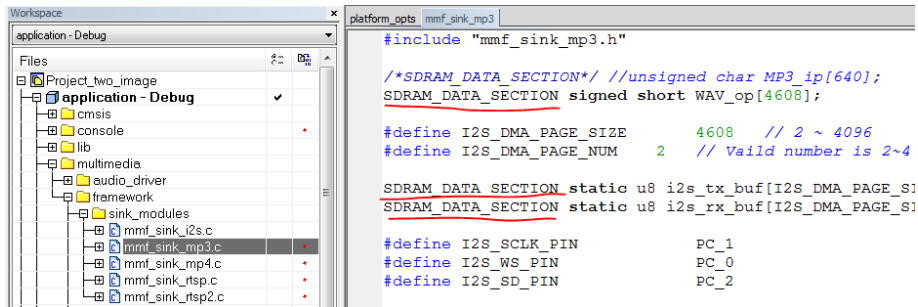 Workspace
application - Debug
Files
Project_two_image
application - Debug
cmsis
console
lib
multimedia
audio_driver
framework
sink_modules
mmf_sink_i2s.c
mmf_sink_mp3.c
mmf_sink_mp4.c
mmf_sink_rtsp.c
mmf_sink_rtsp2.c
platform_opts mmf_sink_mp3
#include "mmf_sink_mp3.h"
/*SDRAM_DATA_SECTION*/ //unsigned char MP3_ip[640];
SDRAM_DATA_SECTION signed short WAV_op[4608];
#define I2S_DMA_PAGE_SIZE 4608 // 2 ~ 4096
#define I2S_DMA_PAGE_NUM 2 // Vaild number is 2~4
SDRAM_DATA_SECTION static u8 i2s_tx_buf[I2S_DMA_PAGE_SI
SDRAM_DATA_SECTION static u8 i2s_rx_buf[I2S_DMA_PAGE_SI
#define I2S_SCLK_PIN PC_1
#define I2S_WS_PIN PC_0
#define I2S_SD_PIN PC_2